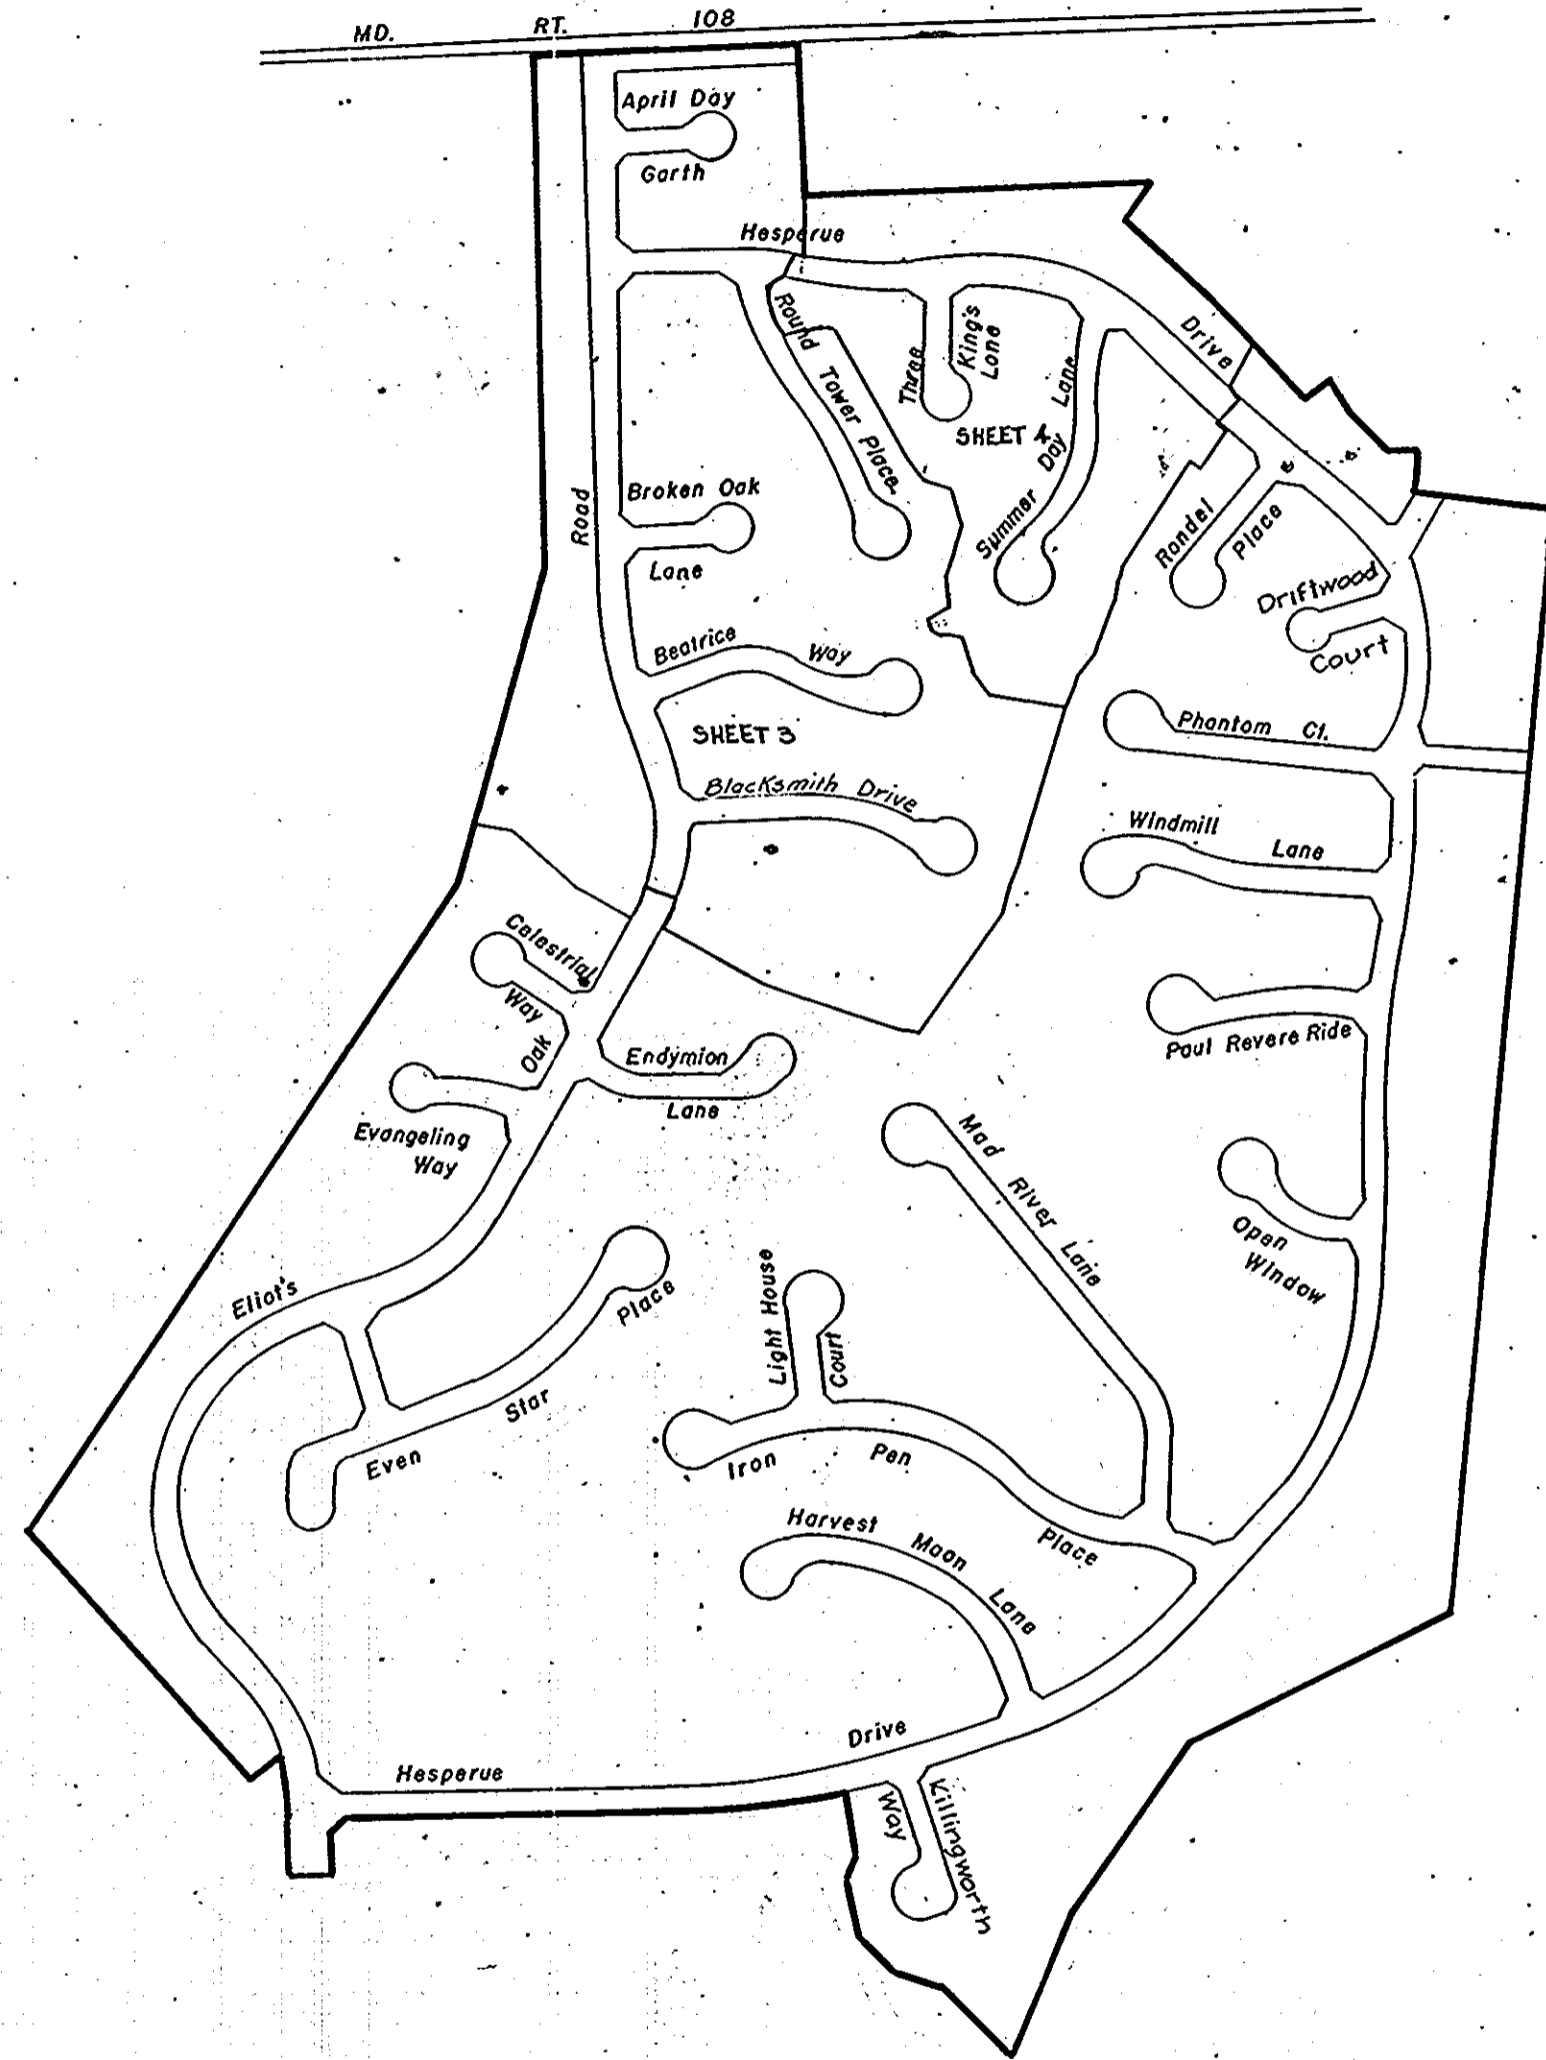 MD. RT. 108
April Day
Garth
Hesperue
Drive
Round Tower Place
Three
King's
Lane
SHEET 4
Summer Day Lane
Road
Broken Oak
Lane
Rondel
Place
Driftwood
Court
Beatrice Way
SHEET 3
Phantom Ct.
Blacksmith Drive
Windmill Lane
Celestrial
Way
Oak
Endymion
Lane
Paul Revere Ride
Evangeling
Way
Mad River Lane
Open
Window
Eliot's
Even Star Place
Light House
Court
Iron Pen Place
Harvest Moon Lane
Hesperue Drive
Killingworth
Way